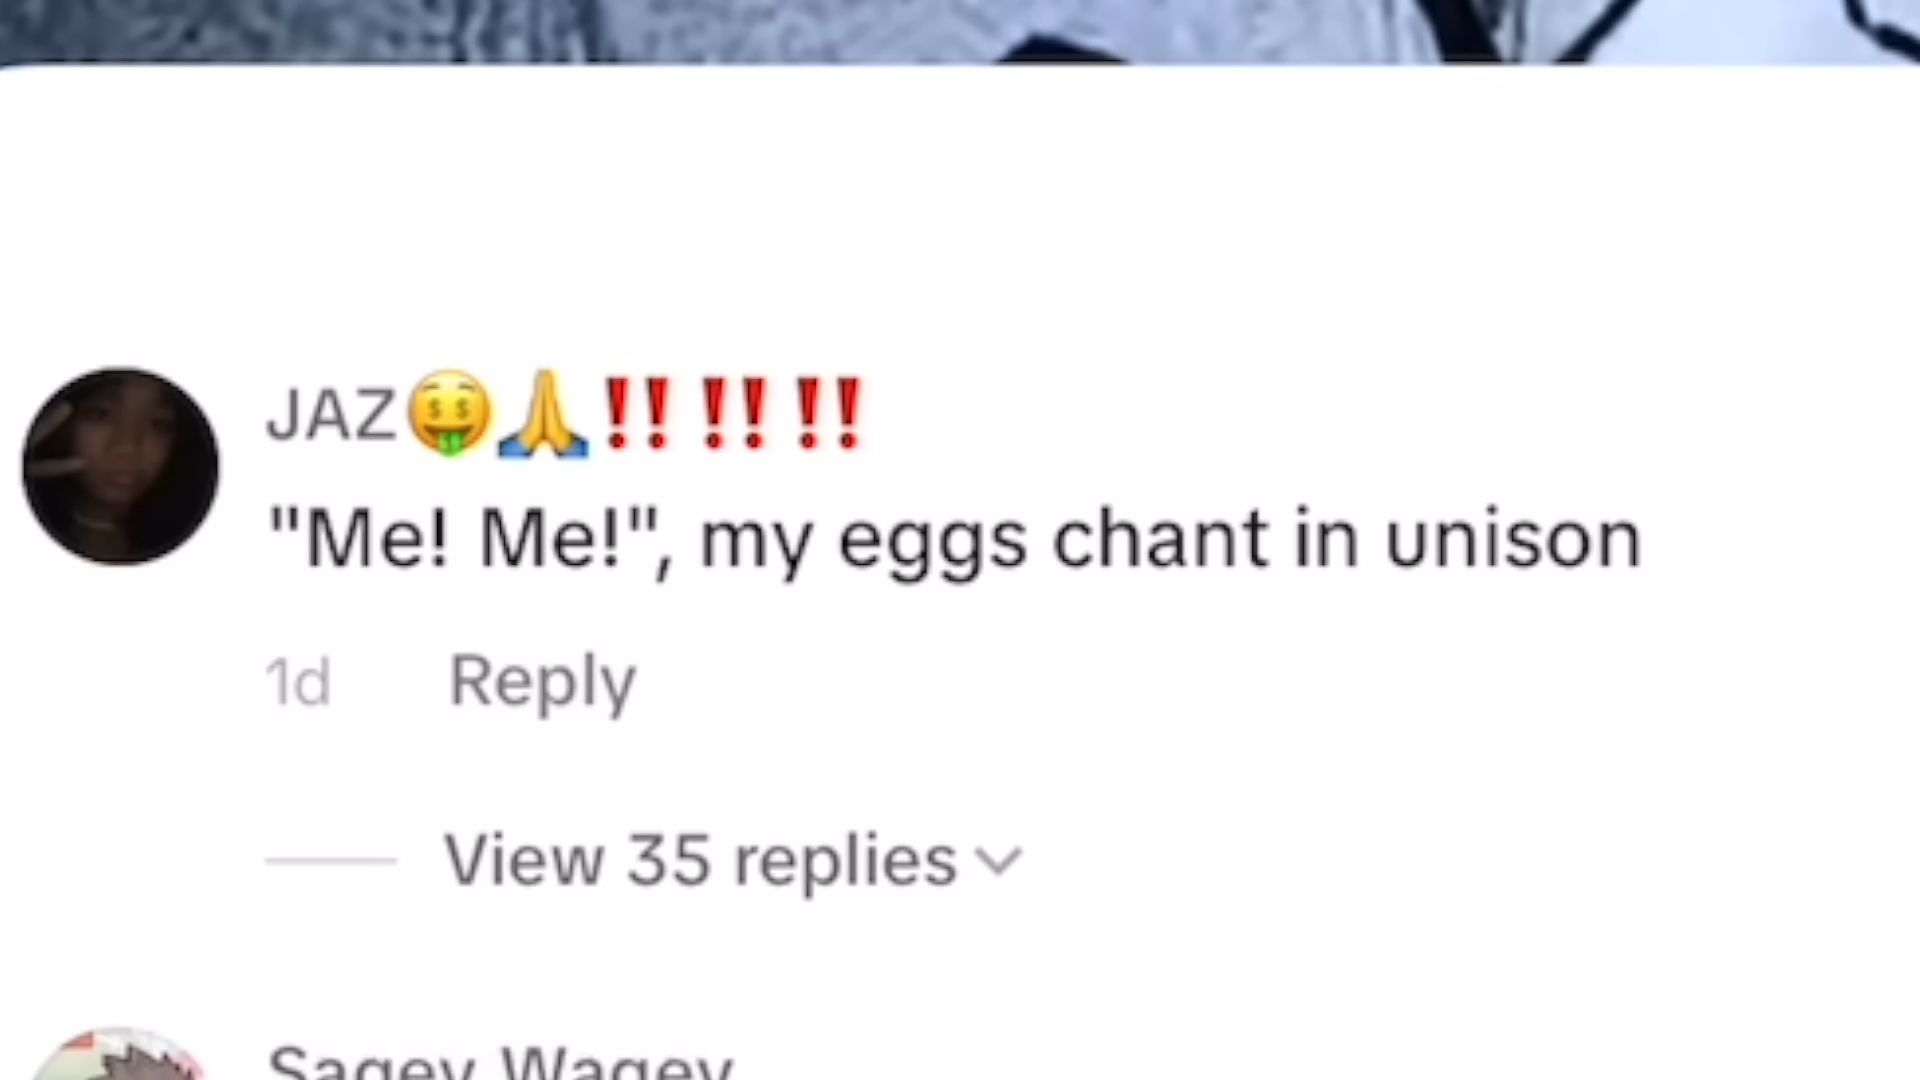 JAZ🤑🙏‼️‼️‼️
"Me! Me!", my eggs chant in unison
1d Reply
View 35 replies
Sagey Wagey